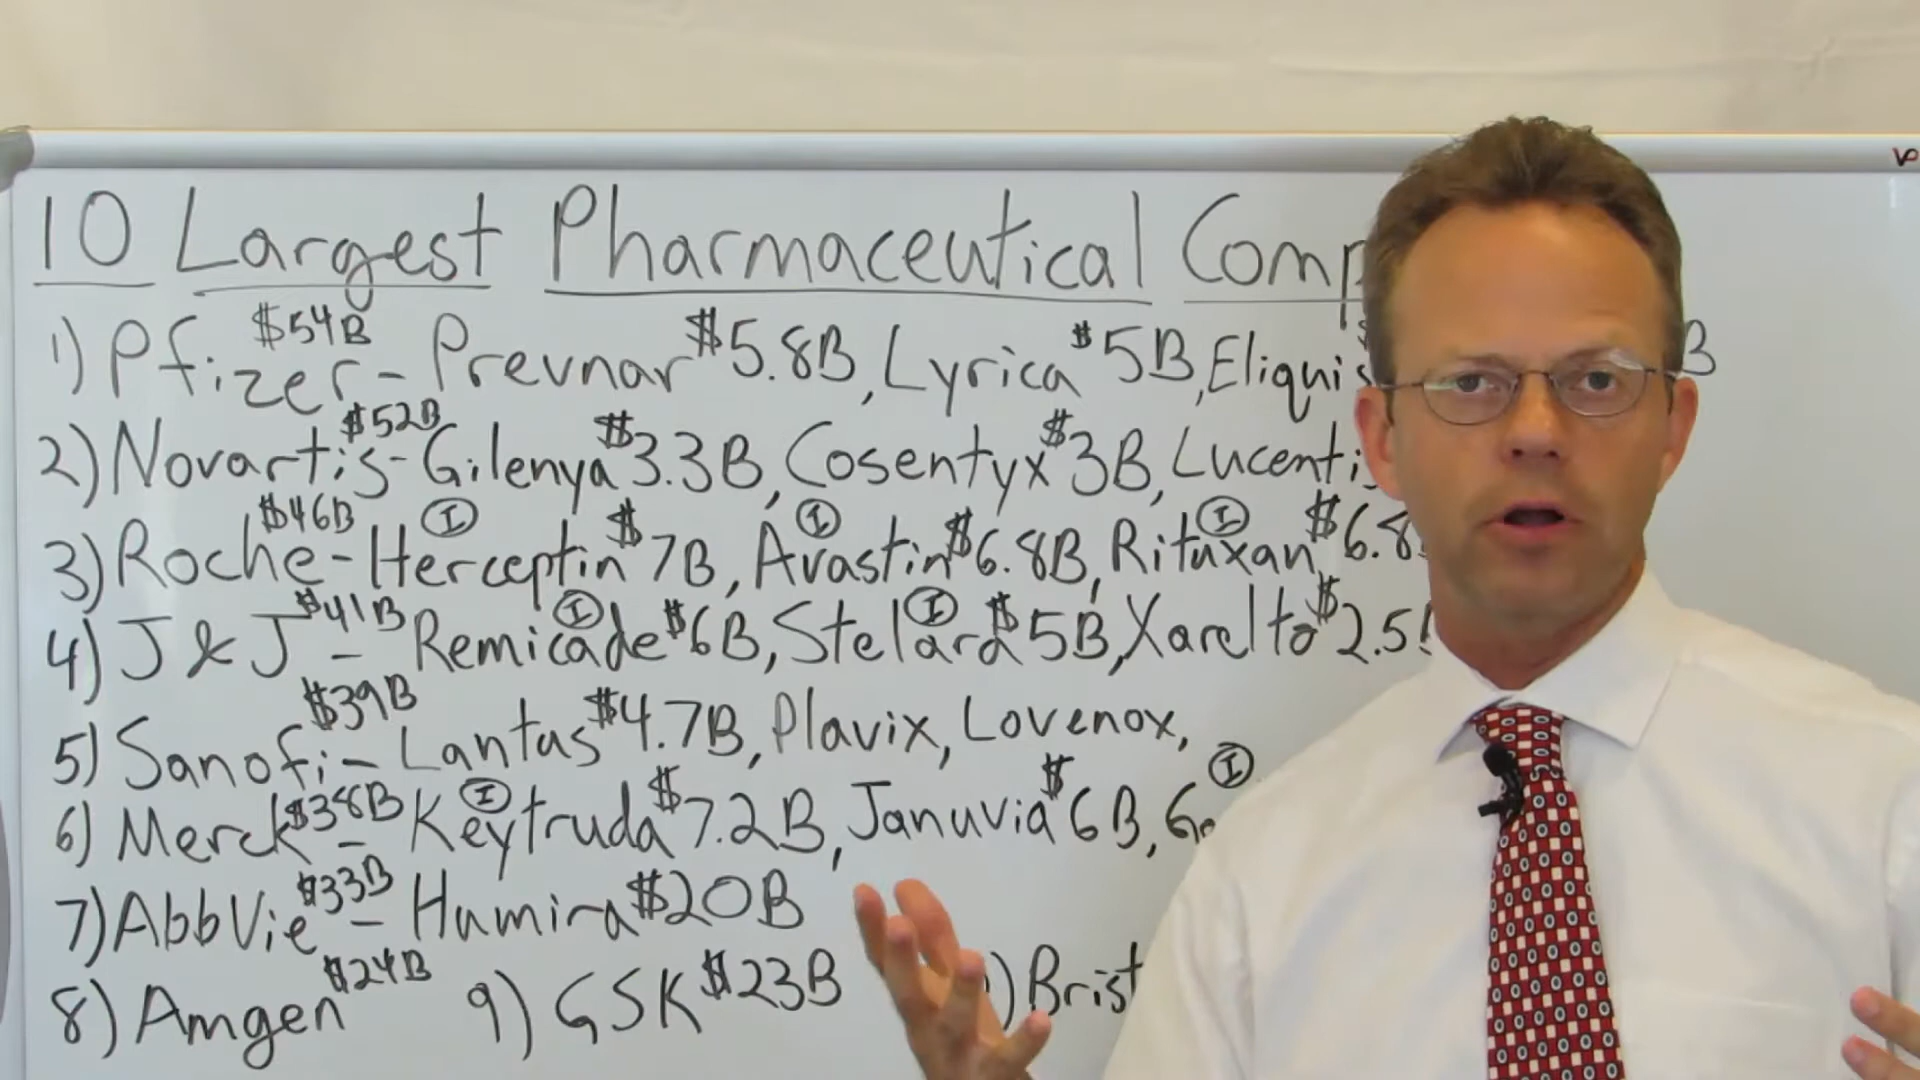 10 Largest Pharmaceutical Comp
$54B
1) Pfizer - Prevnar $5.8B, Lyrica $5B, Eliquis B
$52B
2) Novartis - Gilenya $3.3B, Cosentyx $3B, Lucentis
$46B I I I
3) Roche - Herceptin $7B, Avastin $6.8B, Rituxan $6.8
$41B I I
4) J & J - Remicade $6B, Stelara $5B, Xarelto $2.5
$39B
5) Sanofi - Lantus $4.7B, Plavix, Lovenox,
$38B I I
6) Merck - Keytruda $7.2B, Januvia $6B, Ga
$33B
7) AbbVie - Humira $20B
$24B
8) Amgen 9) GSK $23B ) Brist